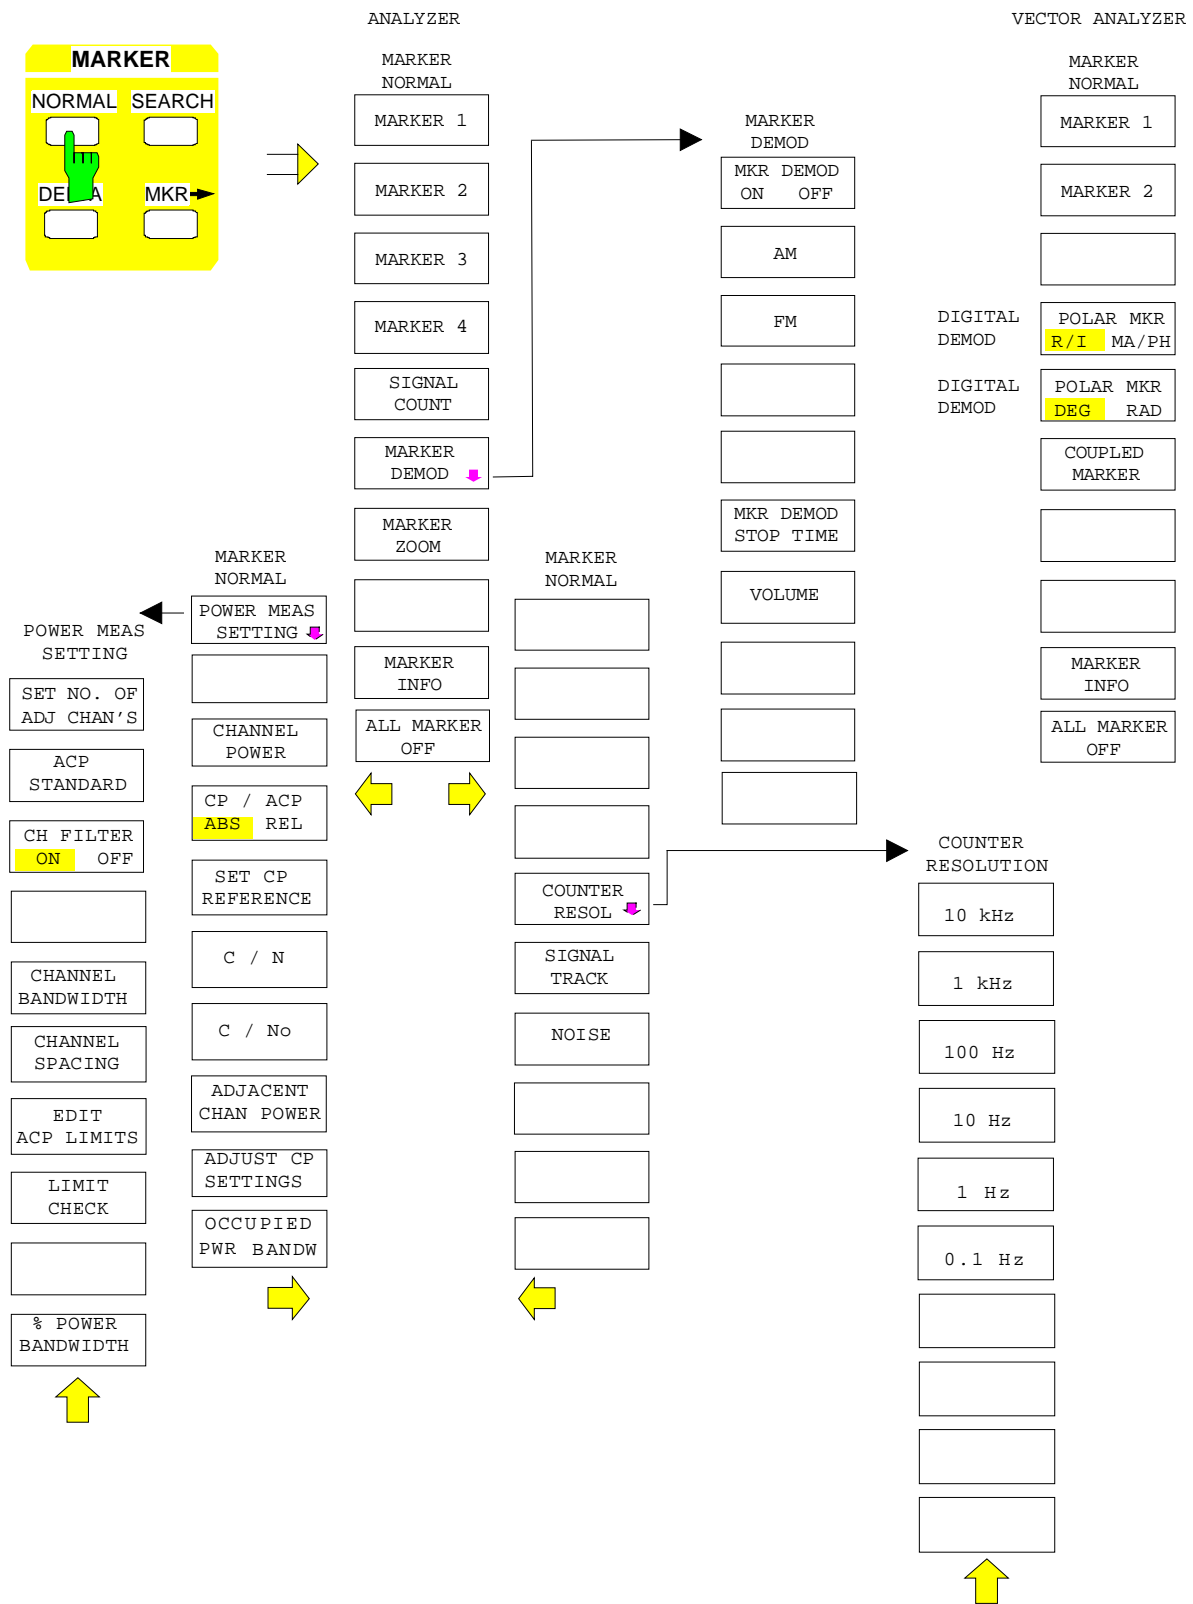 ANALYZER
VECTOR ANALYZER
MARKER
NORMAL SEARCH
MKR
MARKER
NORMAL
MARKER 1
MARKER 2
MARKER 3
MARKER 4
SIGNAL
COUNT
MARKER
DEMOD
MARKER
ZOOM
MARKER
INFO
ALL MARKER
OFF
MARKER
DEMOD
MKR DEMOD
ON OFF
AM
FM
MKR DEMOD
STOP TIME
VOLUME
MARKER
NORMAL
MARKER 1
MARKER 2
DIGITAL
DEMOD
POLAR MKR
R/I MA/PH
DIGITAL
DEMOD
POLAR MKR
DEG RAD
COUPLED
MARKER
MARKER
INFO
ALL MARKER
OFF
POWER MEAS
SETTING
SET NO. OF
ADJ CHAN'S
ACP
STANDARD
CH FILTER
ON OFF
CHANNEL
BANDWIDTH
CHANNEL
SPACING
EDIT
ACP LIMITS
LIMIT
CHECK
% POWER
BANDWIDTH
MARKER
NORMAL
POWER MEAS
SETTING
CHANNEL
POWER
CP / ACP
ABS REL
SET CP
REFERENCE
C / N
C / No
ADJACENT
CHAN POWER
ADJUST CP
SETTINGS
OCCUPIED
PWR BANDW
MARKER
NORMAL
COUNTER
RESOL
SIGNAL
TRACK
NOISE
COUNTER
RESOLUTION
10 kHz
1 kHz
100 Hz
10 Hz
1 Hz
0.1 Hz